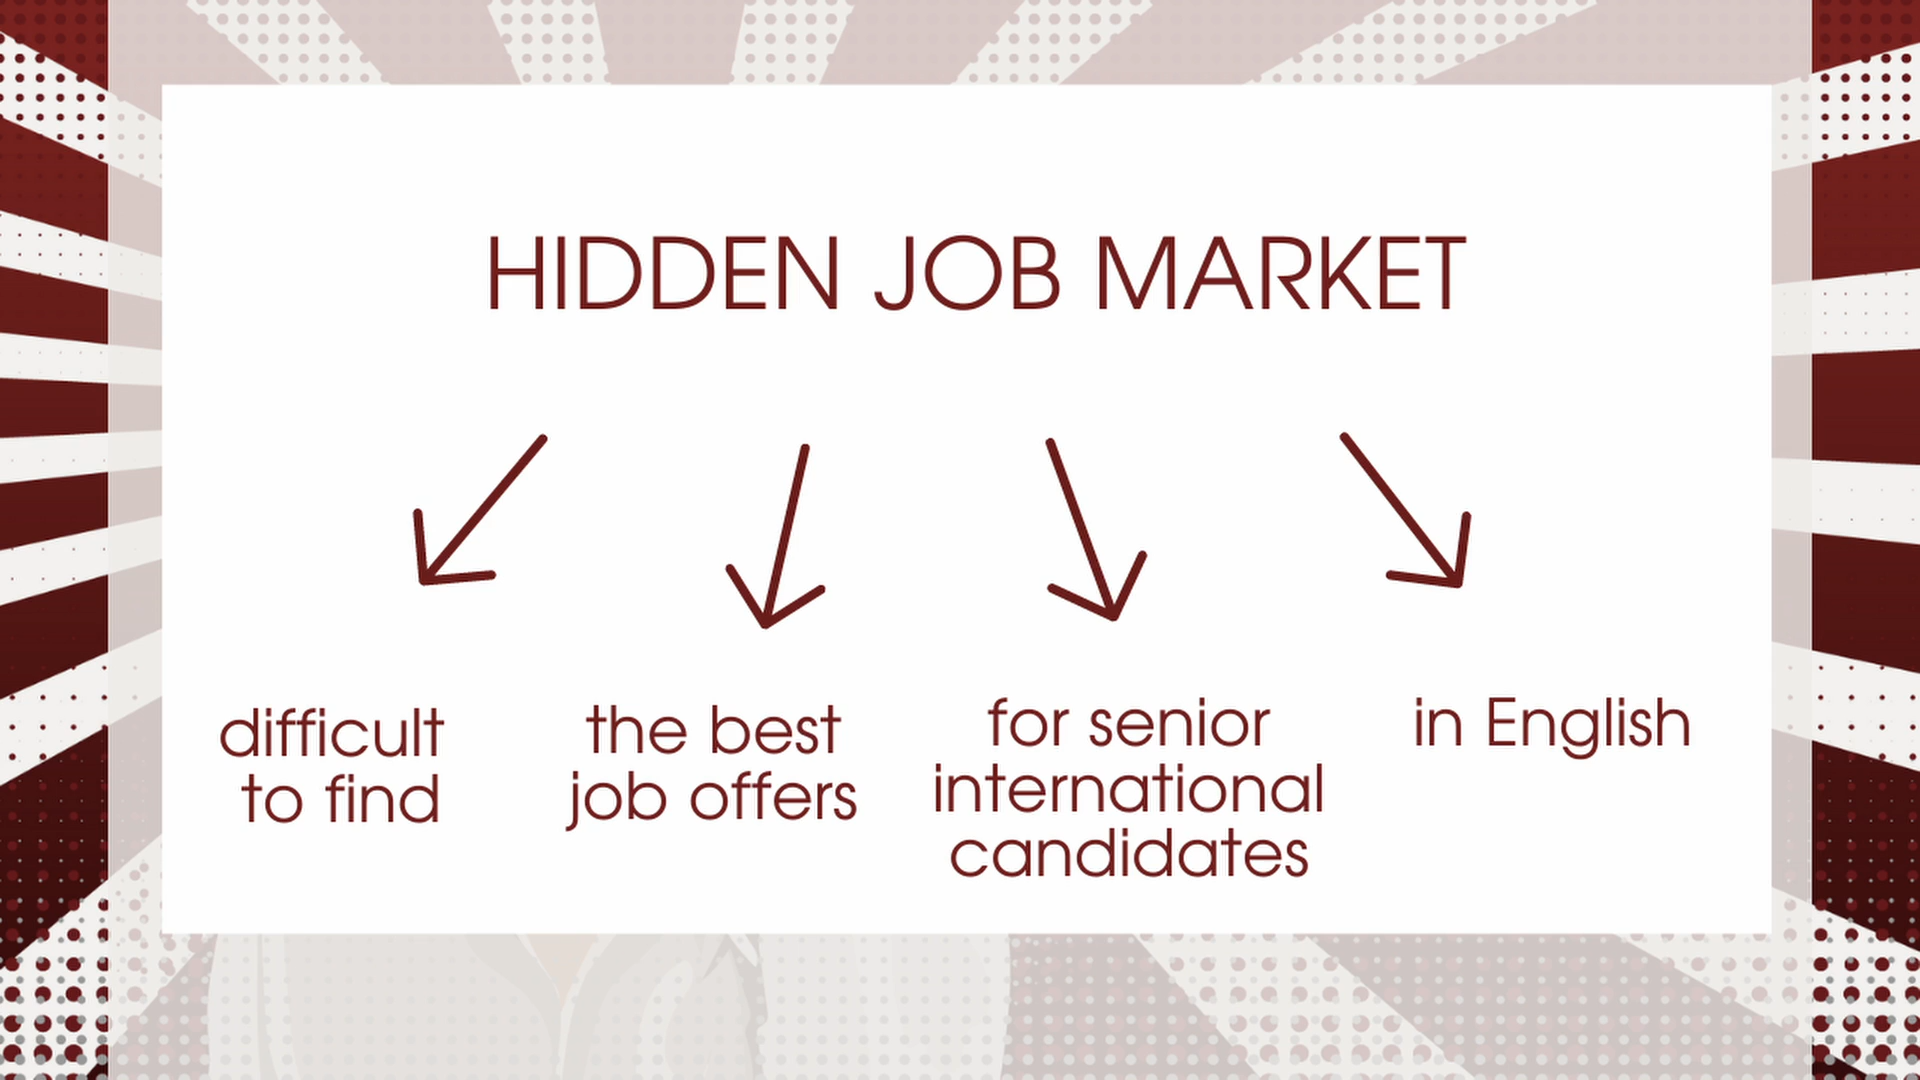 HIDDEN JOB MARKET
difficult
to find
the best
job offers
for senior
international
candidates
in English